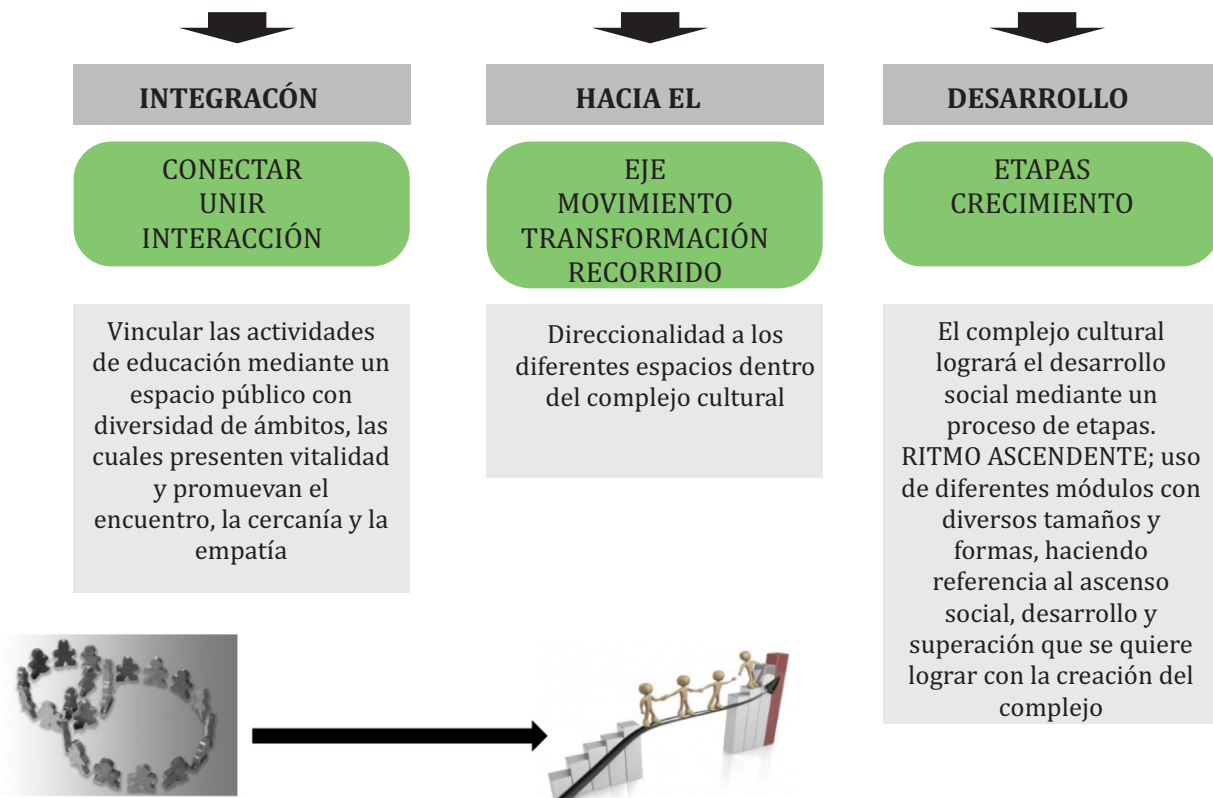 INTEGRACÓN
CONECTAR
UNIR
INTERACCIÓN
Vincular las actividades
de educación mediante un
espacio público con
diversidad de ámbitos, las
cuales presenten vitalidad
y promuevan el
encuentro, la cercanía y la
empatía
HACIA EL
EJE
MOVIMIENTO
TRANSFORMACIÓN
RECORRIDO
Direccionalidad a los
diferentes espacios dentro
del complejo cultural
DESARROLLO
ETAPAS
CRECIMIENTO
El complejo cultural
logrará el desarrollo
social mediante un
proceso de etapas.
RITMO ASCENDENTE; uso
de diferentes módulos con
diversos tamaños y
formas, haciendo
referencia al ascenso
social, desarrollo y
superación que se quiere
lograr con la creación del
complejo